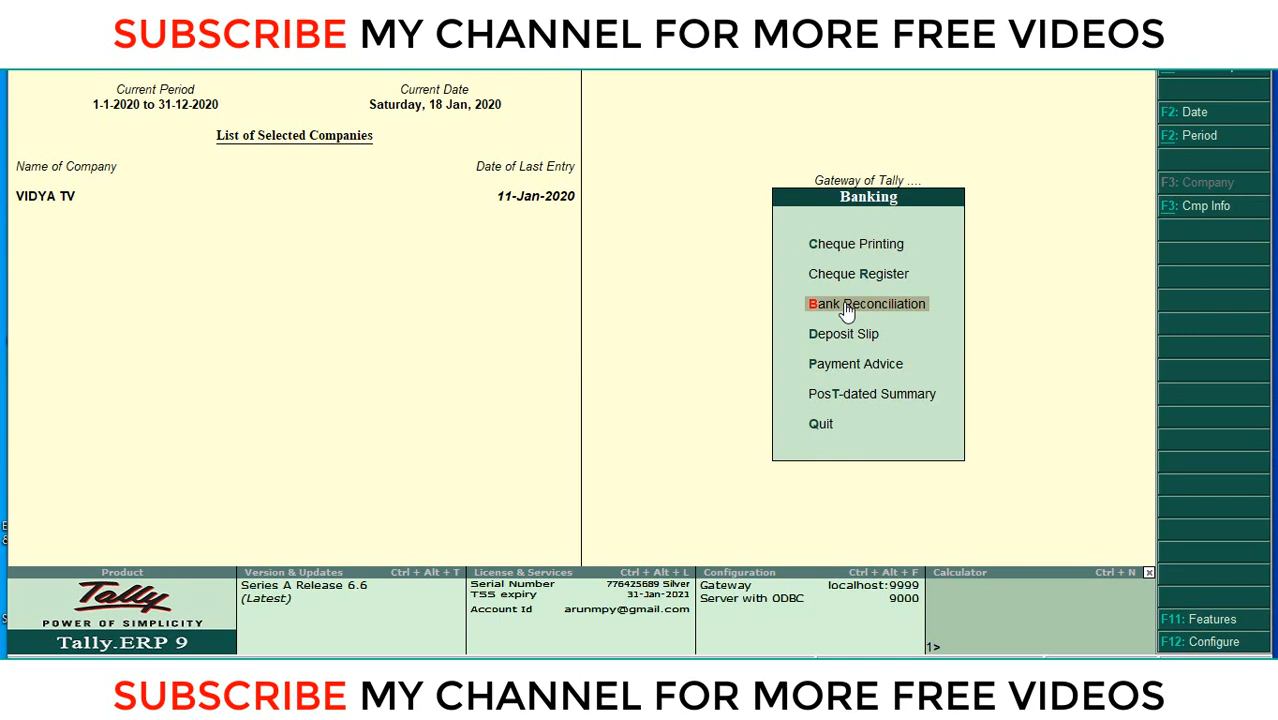 SUBSCRIBE MY CHANNEL FOR MORE FREE VIDEOS
Current Period
1-1-2020 to 31-12-2020
Current Date
Saturday, 18 Jan, 2020
List of Selected Companies
Name of Company
Date of Last Entry
VIDYA TV
11-Jan-2020
Gateway of Tally ....
Banking
Cheque Printing
Cheque Register
Bank Reconciliation
Deposit Slip
Payment Advice
PosT-dated Summary
Quit
F2: Date
F2: Period
F3: Company
F3: Cmp Info
F11: Features
F12: Configure
Product
Tally
POWER OF SIMPLICITY
Tally.ERP 9
Version & Updates Ctrl + Alt + T
Series A Release 6.6
(Latest)
License & Services Ctrl + Alt + L
Serial Number 776425689 Silver
TSS expiry 31-Jan-2021
Account Id arunmpy@gmail.com
Configuration Ctrl + Alt + F
Gateway localhost:9999
Server with ODBC 9000
Calculator Ctrl + N
1>
SUBSCRIBE MY CHANNEL FOR MORE FREE VIDEOS